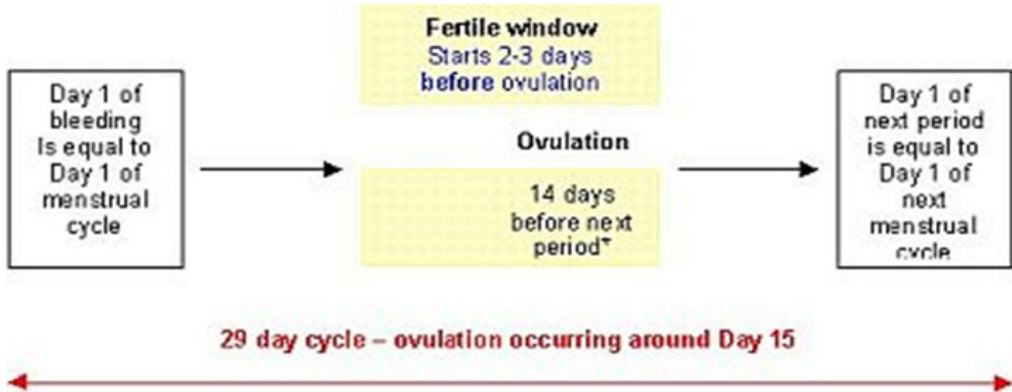 Fertile window
Starts 2-3 days
before ovulation
Day 1 of
bleeding
Is equal to
Day 1 of
menstrual
cycle
Ovulation
14 days
before next
period*
Day 1 of
next period
is equal to
Day 1 of
next
menstrual
cycle
29 day cycle – ovulation occurring around Day 15